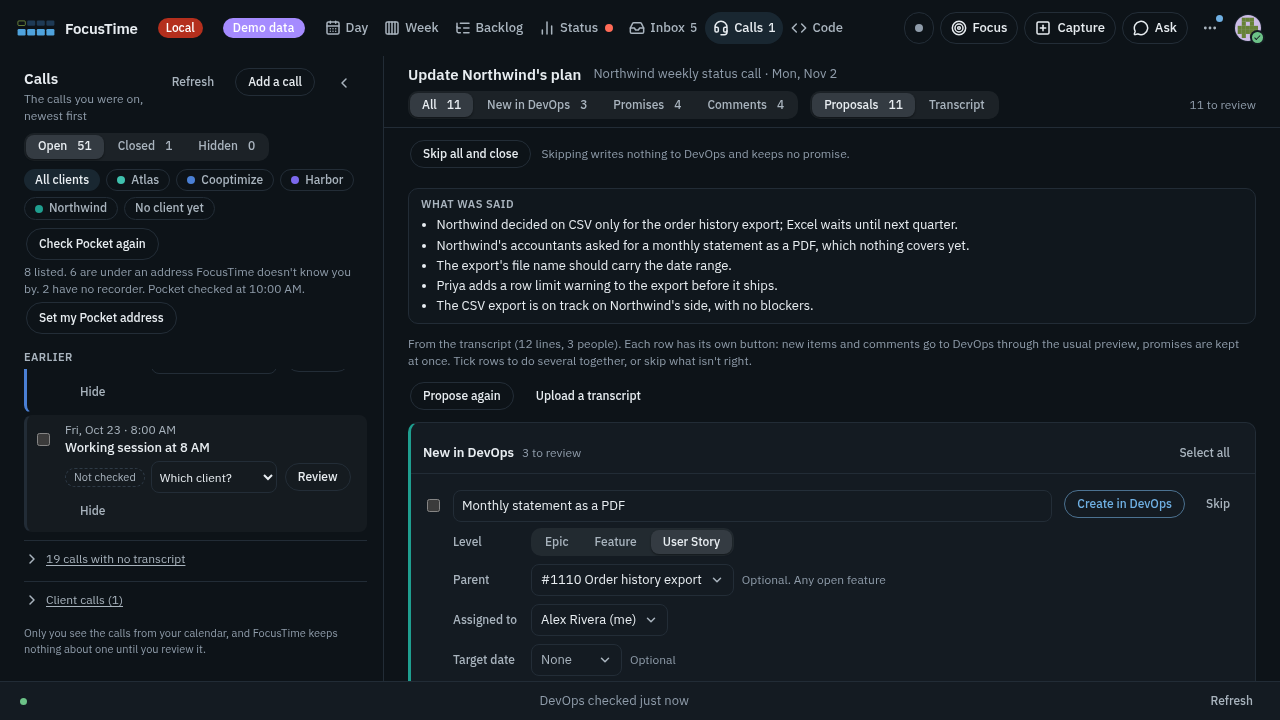 FocusTime Local Demo data Day Week Backlog Status Inbox 5 Calls 1 Code Focus Capture Ask
Calls Refresh Add a call
The calls you were on, newest first
Open 51 Closed 1 Hidden 0
All clients Atlas Cooptimize Harbor
Northwind No client yet
Check Pocket again
8 listed. 6 are under an address FocusTime doesn't know you
by. 2 have no recorder. Pocket checked at 10:00 AM.
Set my Pocket address
EARLIER
Hide
Fri, Oct 23 · 8:00 AM
Working session at 8 AM
Not checked Which client? Review
Hide
19 calls with no transcript
Client calls (1)
Only you see the calls from your calendar, and FocusTime keeps
nothing about one until you review it.
Update Northwind's plan Northwind weekly status call · Mon, Nov 2
All 11 New in DevOps 3 Promises 4 Comments 4 Proposals 11 Transcript 11 to review
Skip all and close Skipping writes nothing to DevOps and keeps no promise.
WHAT WAS SAID
• Northwind decided on CSV only for the order history export; Excel waits until next quarter.
• Northwind's accountants asked for a monthly statement as a PDF, which nothing covers yet.
• The export's file name should carry the date range.
• Priya adds a row limit warning to the export before it ships.
• The CSV export is on track on Northwind's side, with no blockers.
From the transcript (12 lines, 3 people). Each row has its own button: new items and comments go to DevOps through the usual preview, promises are kept
at once. Tick rows to do several together, or skip what isn't right.
Propose again Upload a transcript
New in DevOps 3 to review Select all
Monthly statement as a PDF Create in DevOps Skip
Level Epic Feature User Story
Parent #1110 Order history export Optional. Any open feature
Assigned to Alex Rivera (me)
Target date None Optional
DevOps checked just now Refresh